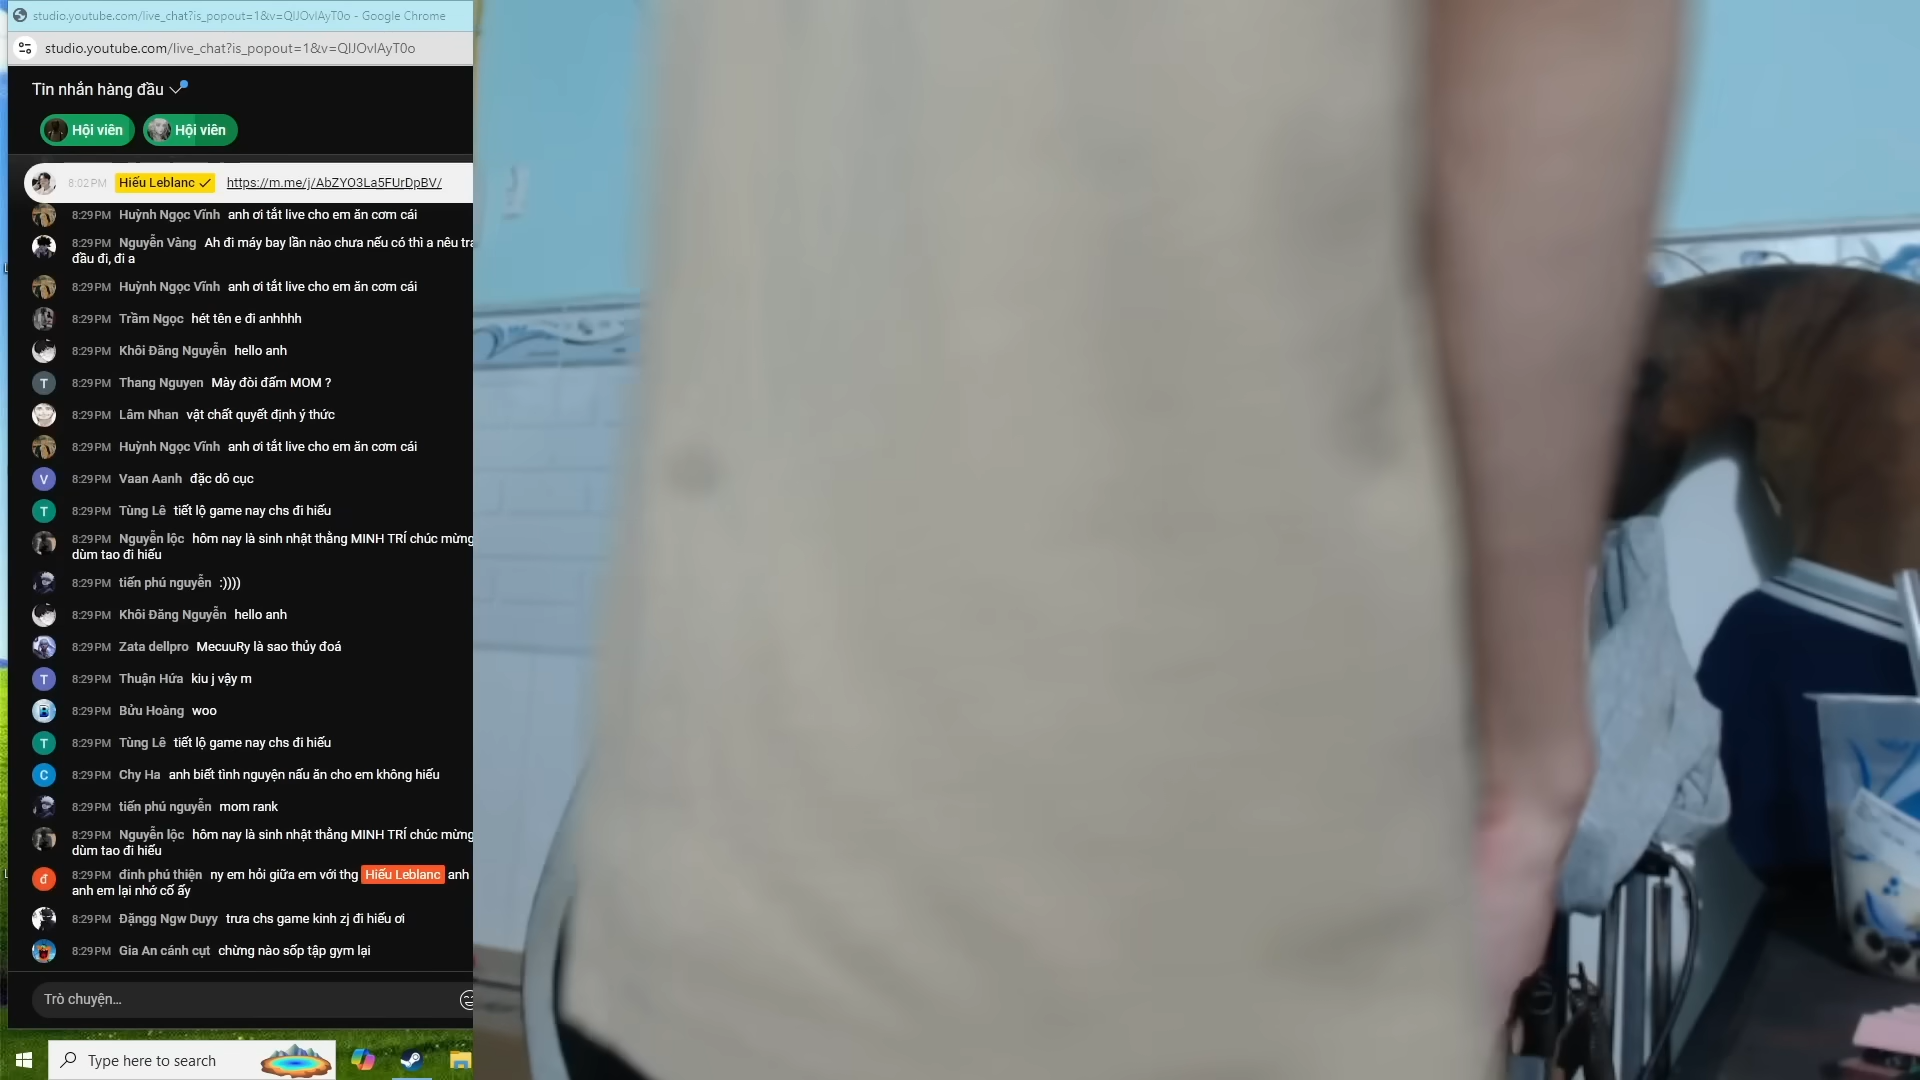 studio.youtube.com/live_chat?is_popout=1&v=QIJOvIAyT0o - Google Chrome
studio.youtube.com/live_chat?is_popout=1&v=QIJOvIAyT0o
Tin nhắn hàng đầu
Hội viên Hội viên
8:02 PM Hiếu Leblanc https://m.me/j/AbZYO3La5FUrDpBV/
8:29 PM Huỳnh Ngọc Vĩnh anh ơi tắt live cho em ăn cơm cái
8:29 PM Nguyễn Vàng Ah đi máy bay lần nào chưa nếu có thì a nêu
đầu đi, đi a
8:29 PM Huỳnh Ngọc Vĩnh anh ơi tắt live cho em ăn cơm cái
8:29 PM Trầm Ngọc hét tên e đi anhhhh
8:29 PM Khôi Đăng Nguyễn hello anh
T 8:29 PM Thang Nguyen Mày đòi đấm MOM ?
8:29 PM Lâm Nhan vật chất quyết định ý thức
8:29 PM Huỳnh Ngọc Vĩnh anh ơi tắt live cho em ăn cơm cái
V 8:29 PM Vaan Aanh đặc dô cục
T 8:29 PM Tùng Lê tiết lộ game nay chs đi hiếu
8:29 PM Nguyễn lộc hôm nay là sinh nhật thằng MINH TRÍ chúc mừng
dùm tao đi hiếu
8:29 PM tiến phú nguyễn :))))
8:29 PM Khôi Đăng Nguyễn hello anh
8:29 PM Zata dellpro MecuuRy là sao thủy đoá
T 8:29 PM Thuận Hứa kiu j vậy m
8:29 PM Bửu Hoàng woo
T 8:29 PM Tùng Lê tiết lộ game nay chs đi hiếu
C 8:29 PM Chy Ha anh biết tình nguyện nấu ăn cho em không hiếu
8:29 PM tiến phú nguyễn mom rank
8:29 PM Nguyễn lộc hôm nay là sinh nhật thằng MINH TRÍ chúc mừng
dùm tao đi hiếu
đ 8:29 PM đinh phú thiện ny em hỏi giữa em với thg Hiếu Leblanc anh
anh em lại nhớ cố ấy
8:29 PM Đặngg Ngw Duyy trưa chs game kinh zj đi hiếu ơi
8:29 PM Gia An cánh cụt chừng nào sốp tập gym lại
Trò chuyện...
Type here to search